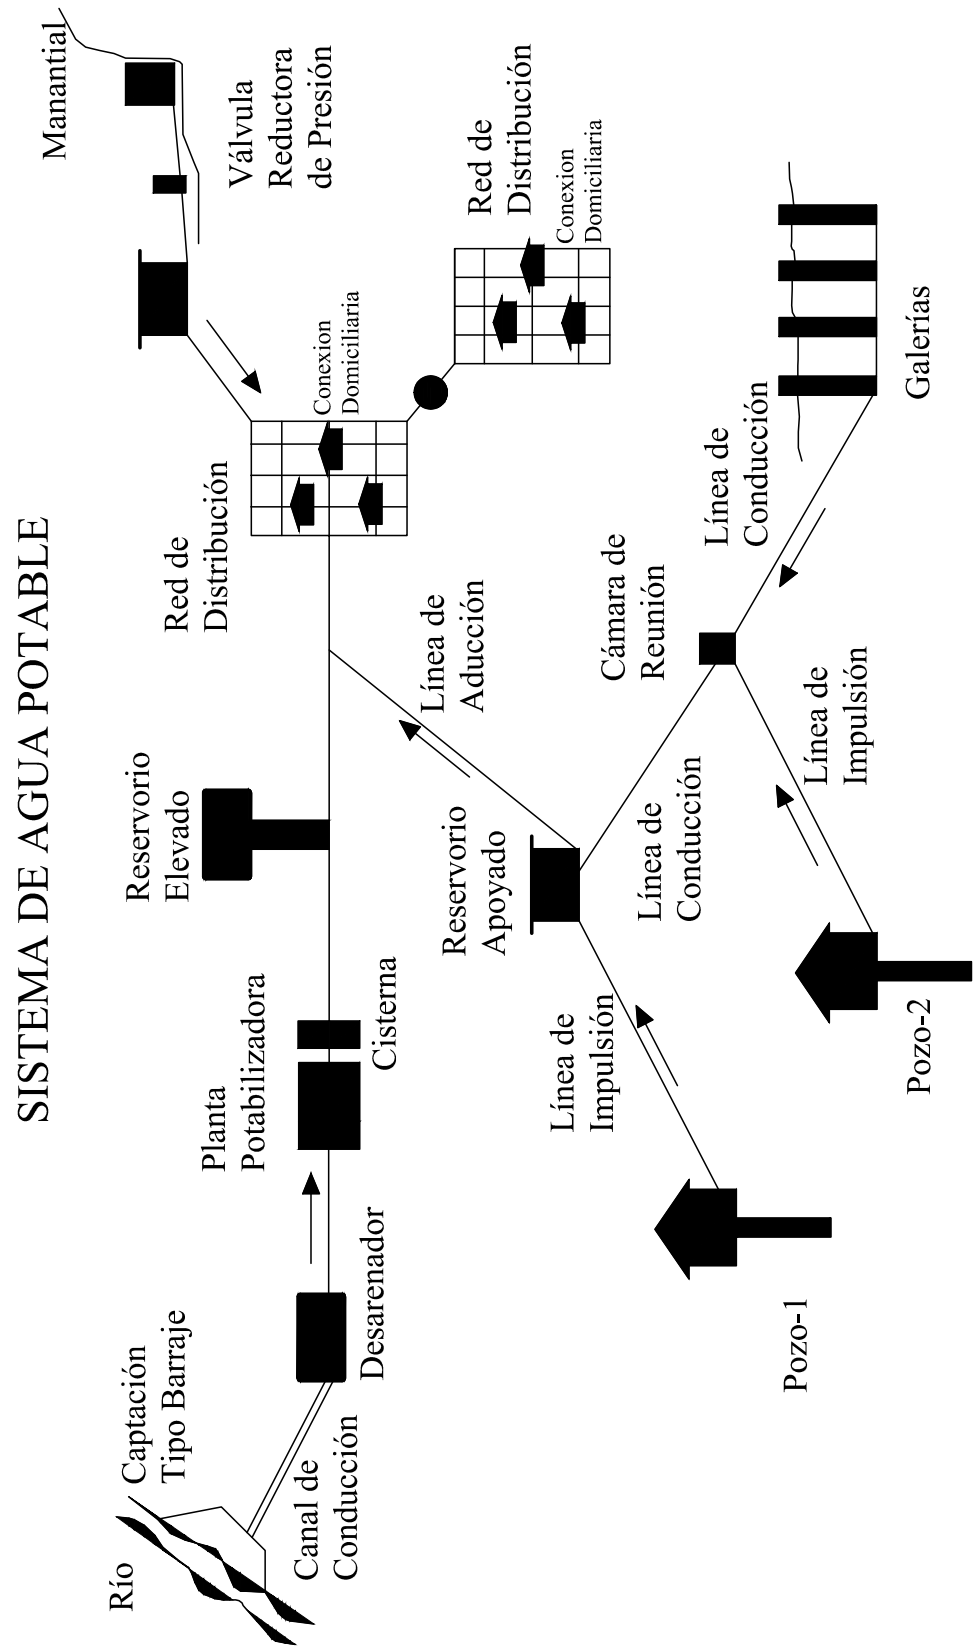 SISTEMA DE AGUA POTABLE
Río
Captación
Tipo Barraje
Canal de
Conducción
Desarenador
Planta
Potabilizadora
Cisterna
Reservorio
Elevado
Red de
Distribución
Conexion
Domiciliaria
Manantial
Válvula
Reductora
de Presión
Red de
Distribución
Conexion
Domiciliaria
Línea de
Aducción
Reservorio
Apoyado
Línea de
Impulsión
Pozo-1
Línea de
Conducción
Cámara de
Reunión
Línea de
Impulsión
Pozo-2
Línea de
Conducción
Galerías